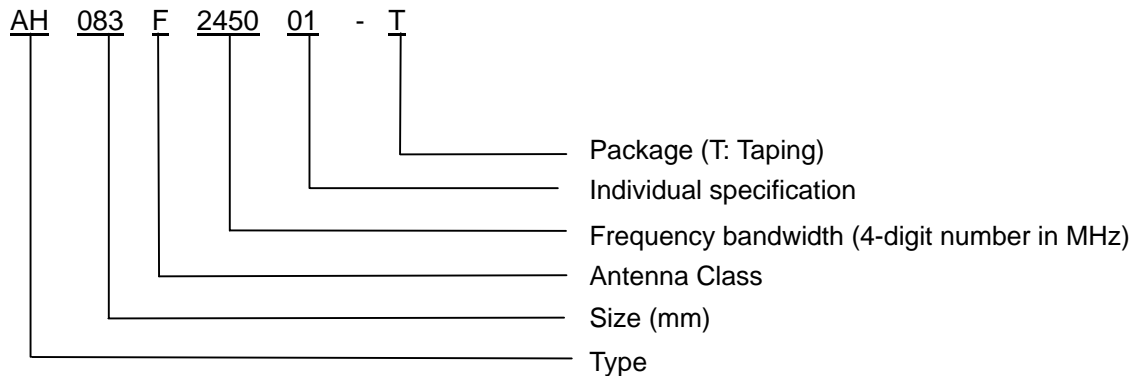 AH 083 F 2450 01 - T
Package (T: Taping)
Individual specification
Frequency bandwidth (4-digit number in MHz)
Antenna Class
Size (mm)
Type